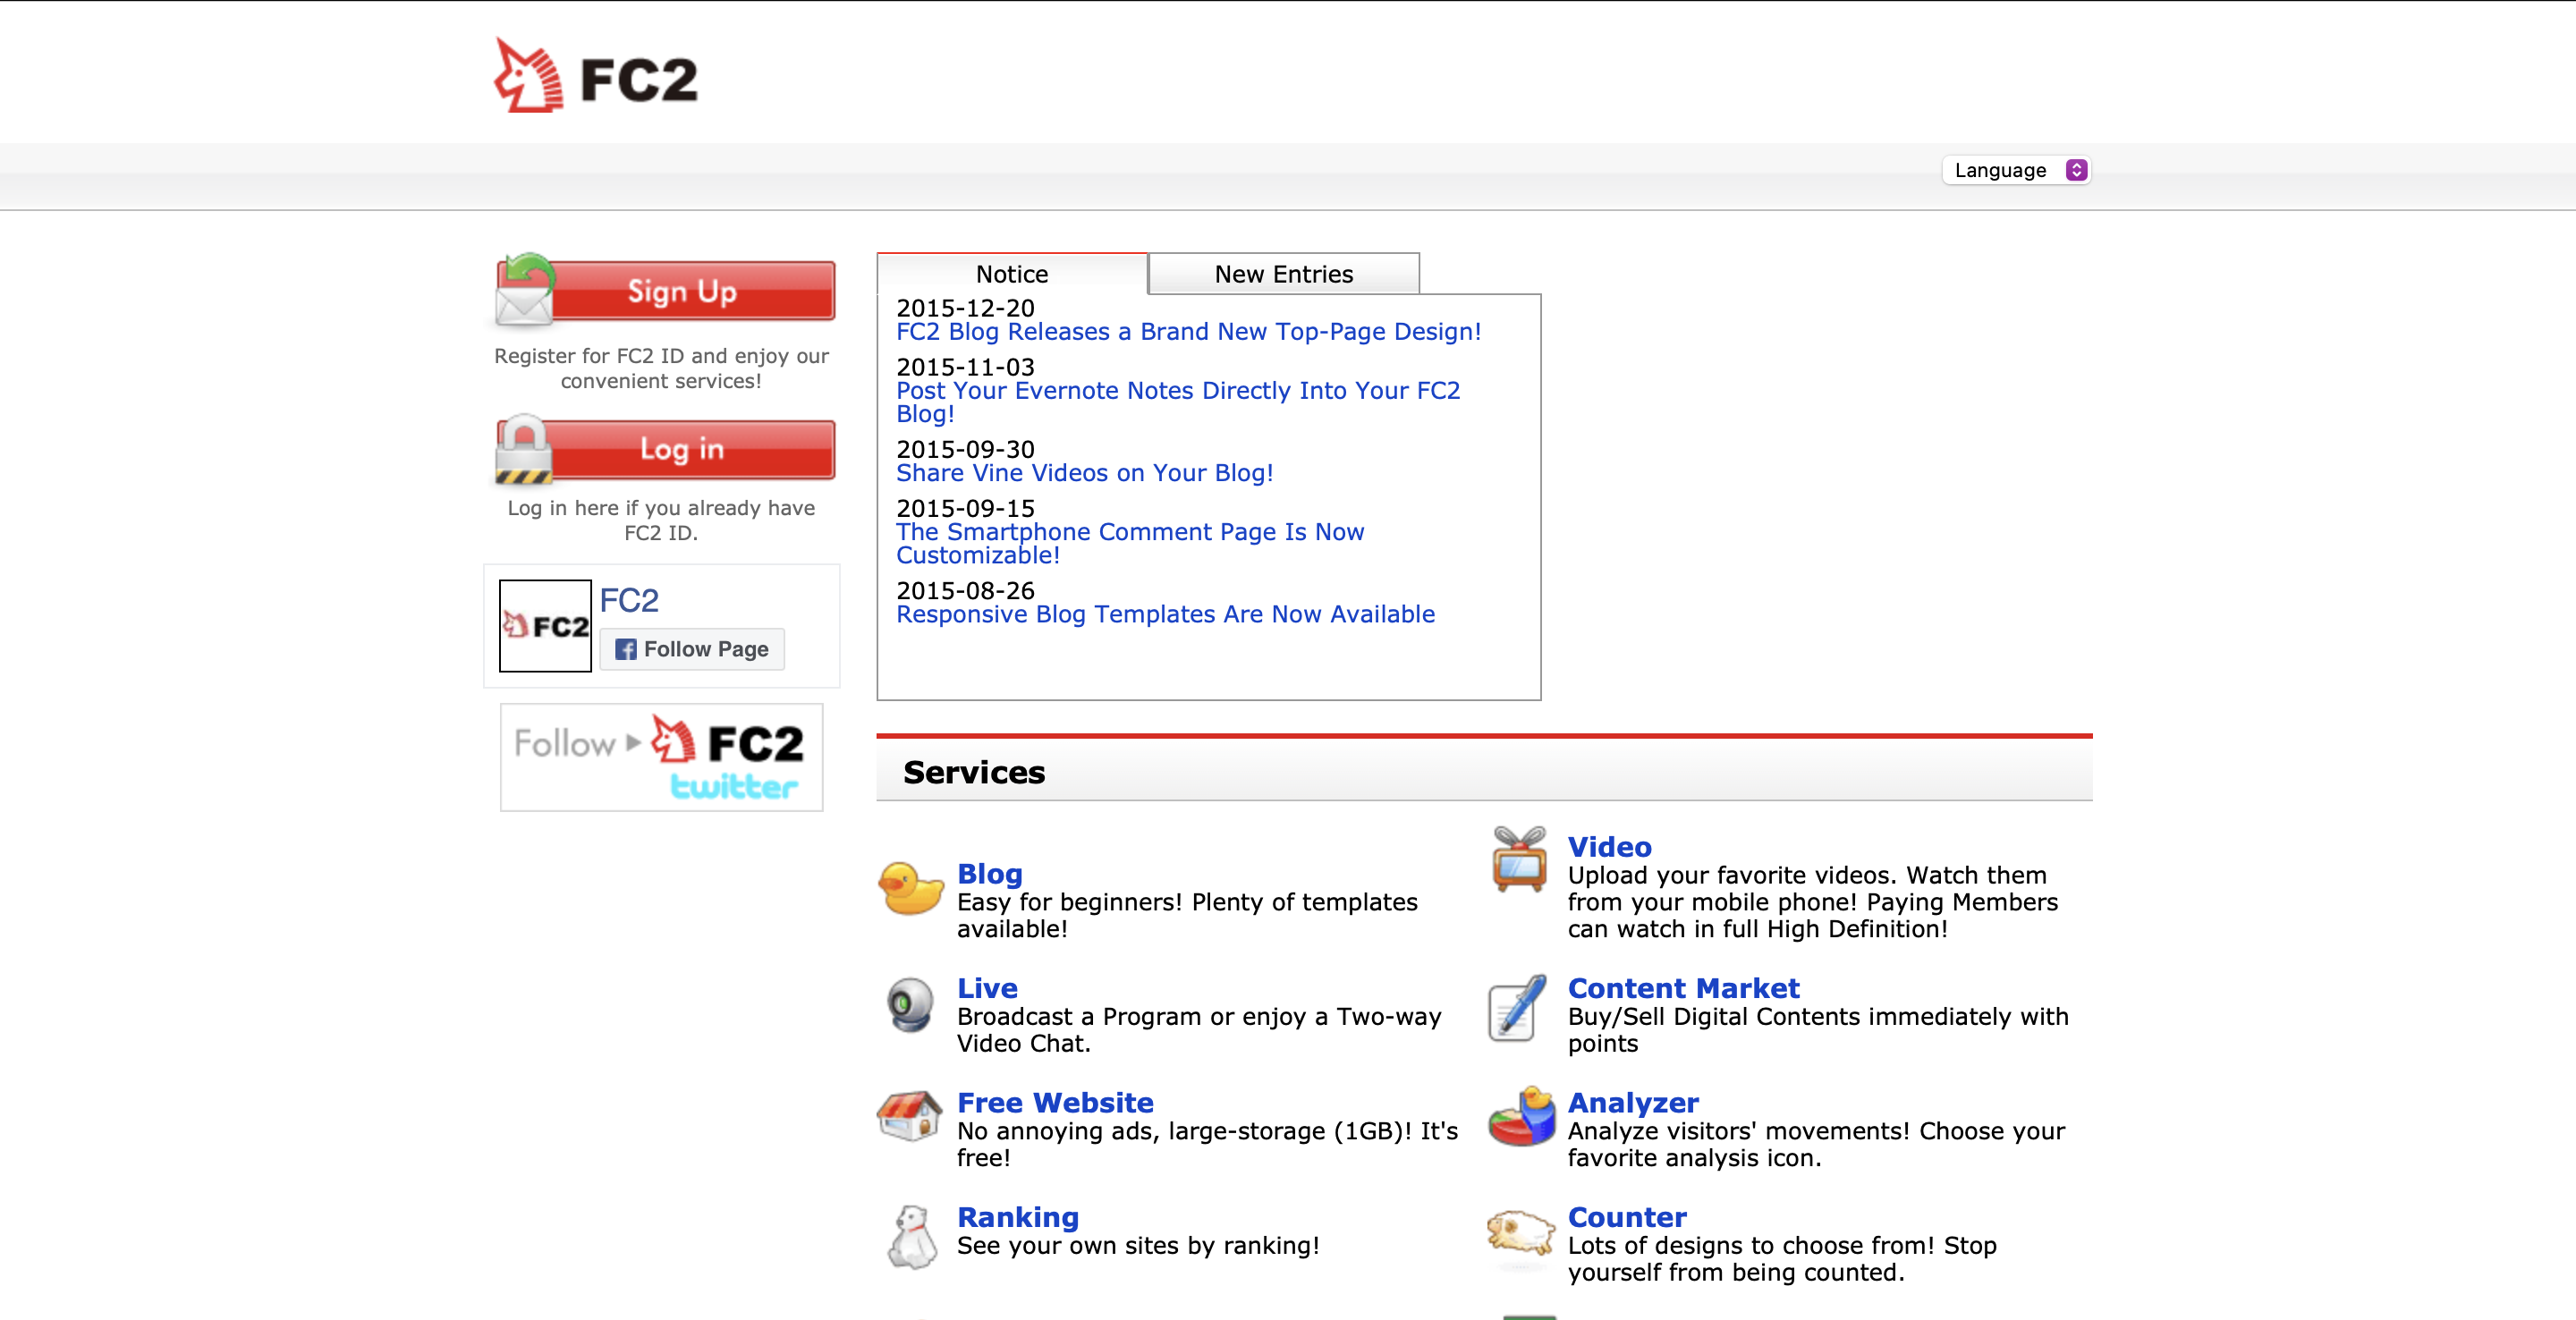 FC2
Language
Sign Up
Register for FC2 ID and enjoy our
convenient services!
Log in
Log in here if you already have
FC2 ID.
FC2
FC2
Follow Page
Follow FC2
twitter
Notice
New Entries
2015-12-20
FC2 Blog Releases a Brand New Top-Page Design!
2015-11-03
Post Your Evernote Notes Directly Into Your FC2
Blog!
2015-09-30
Share Vine Videos on Your Blog!
2015-09-15
The Smartphone Comment Page Is Now
Customizable!
2015-08-26
Responsive Blog Templates Are Now Available
Services
Blog
Easy for beginners! Plenty of templates
available!
Video
Upload your favorite videos. Watch them
from your mobile phone! Paying Members
can watch in full High Definition!
Live
Broadcast a Program or enjoy a Two-way
Video Chat.
Content Market
Buy/Sell Digital Contents immediately with
points
Free Website
No annoying ads, large-storage (1GB)! It's
free!
Analyzer
Analyze visitors' movements! Choose your
favorite analysis icon.
Ranking
See your own sites by ranking!
Counter
Lots of designs to choose from! Stop
yourself from being counted.